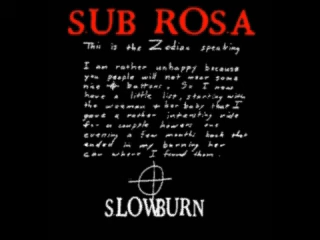 SUB ROSA
This is the Zodiac speaking
I am rather unhappy because
you people will not wear some
nice ⌖ buttons. So I now
have a little list, starting with
the woeman + her baby that I
gave a rather intersting ride
for a coupple howers one
evening a few months back that
ended in my burning her
car where I found them.
SLOWBURN